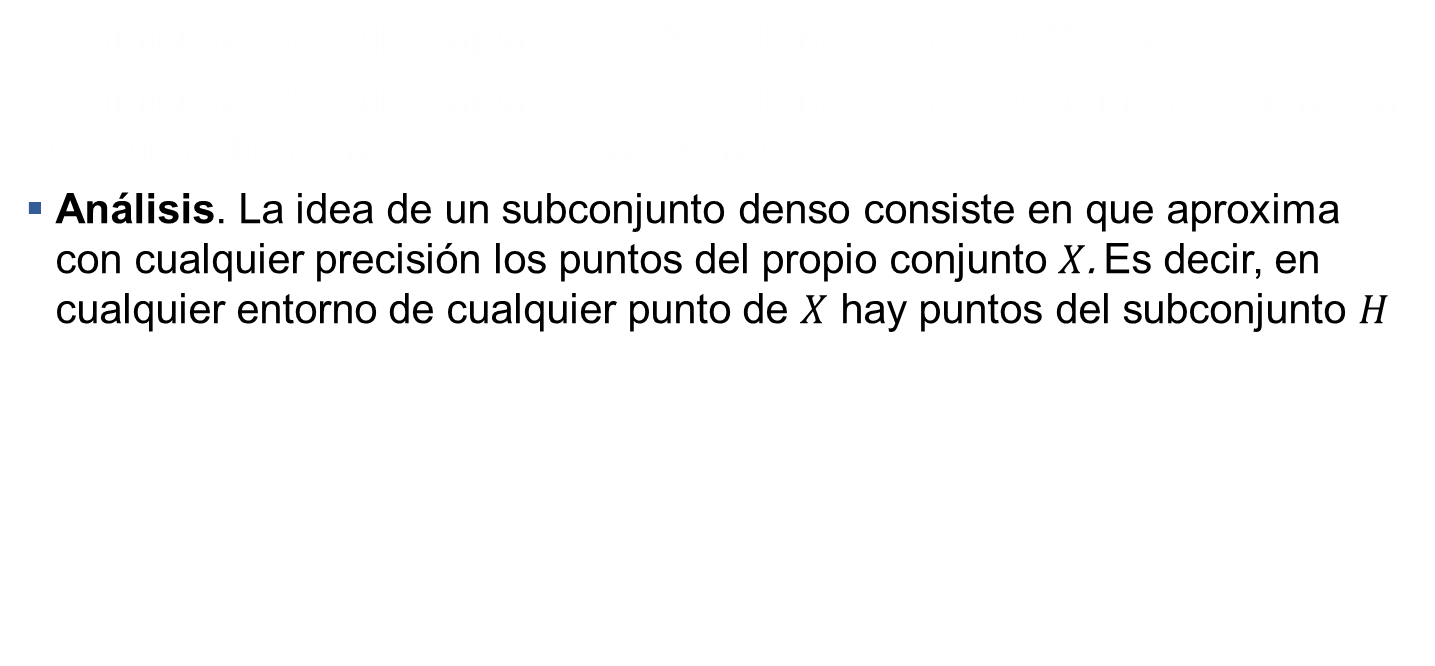 ▪ Análisis. La idea de un subconjunto denso consiste en que aproxima
con cualquier precisión los puntos del propio conjunto X. Es decir, en
cualquier entorno de cualquier punto de X hay puntos del subconjunto H